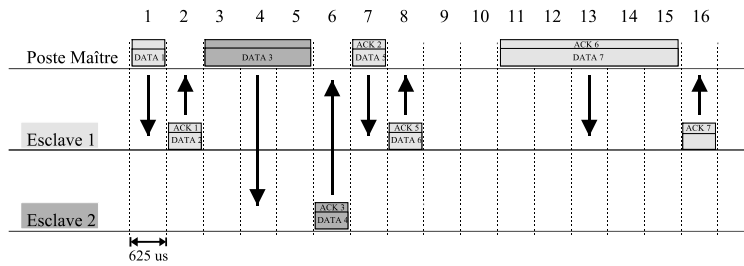 1 2 3 4 5 6 7 8 9 10 11 12 13 14 15 16
Poste Maître
DATA 1
DATA 3
ACK 2
DATA 5
ACK 6
DATA 7
Esclave 1
ACK 1
DATA 2
ACK 5
DATA 6
ACK 7
Esclave 2
ACK 3
DATA 4
625 us